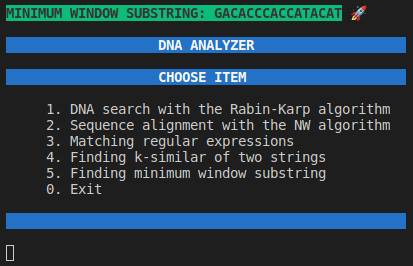 MINIMUM WINDOW SUBSTRING: GACACCCACCATACAT 🚀
DNA ANALYZER
CHOOSE ITEM
1. DNA search with the Rabin-Karp algorithm
2. Sequence alignment with the NW algorithm
3. Matching regular expressions
4. Finding k-similar of two strings
5. Finding minimum window substring
0. Exit